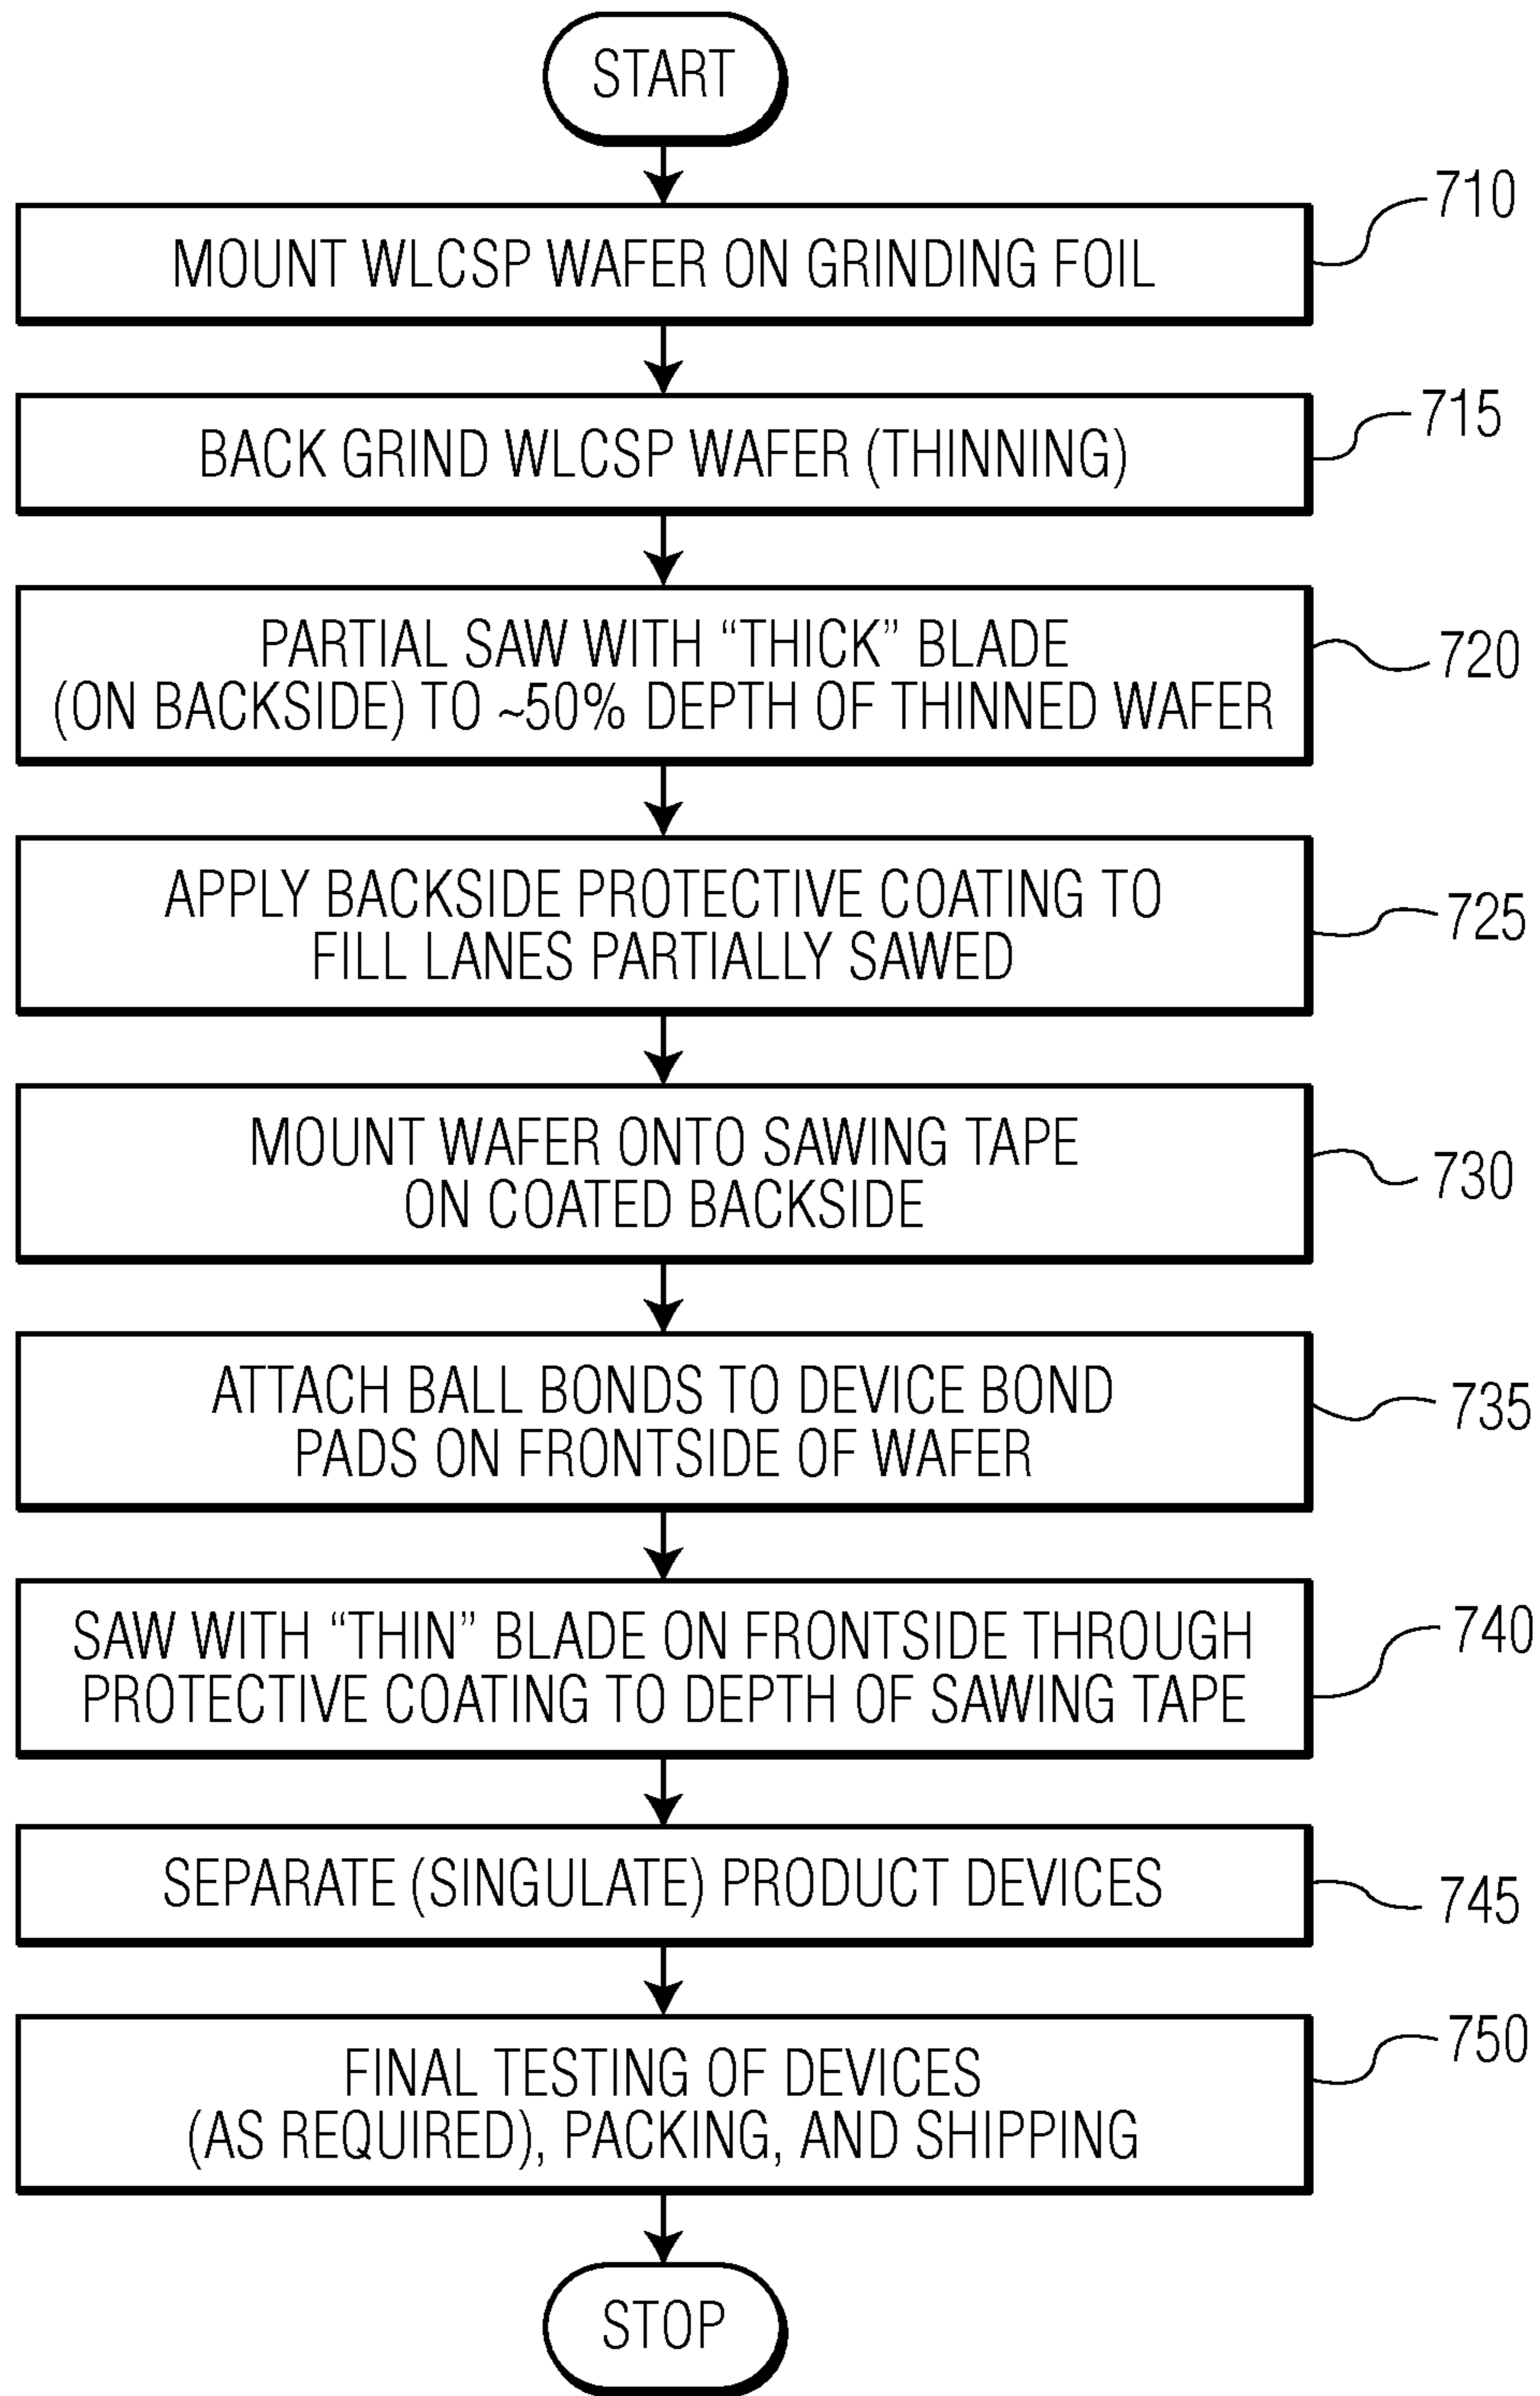 START
710
MOUNT WLCSP WAFER ON GRINDING FOIL
715
BACK GRIND WLCSP WAFER (THINNING)
720
PARTIAL SAW WITH “THICK” BLADE
(ON BACKSIDE) TO ~50% DEPTH OF THINNED WAFER
725
APPLY BACKSIDE PROTECTIVE COATING TO
FILL LANES PARTIALLY SAWED
730
MOUNT WAFER ONTO SAWING TAPE
ON COATED BACKSIDE
735
ATTACH BALL BONDS TO DEVICE BOND
PADS ON FRONTSIDE OF WAFER
740
SAW WITH “THIN” BLADE ON FRONTSIDE THROUGH
PROTECTIVE COATING TO DEPTH OF SAWING TAPE
745
SEPARATE (SINGULATE) PRODUCT DEVICES
750
FINAL TESTING OF DEVICES
(AS REQUIRED), PACKING, AND SHIPPING
STOP